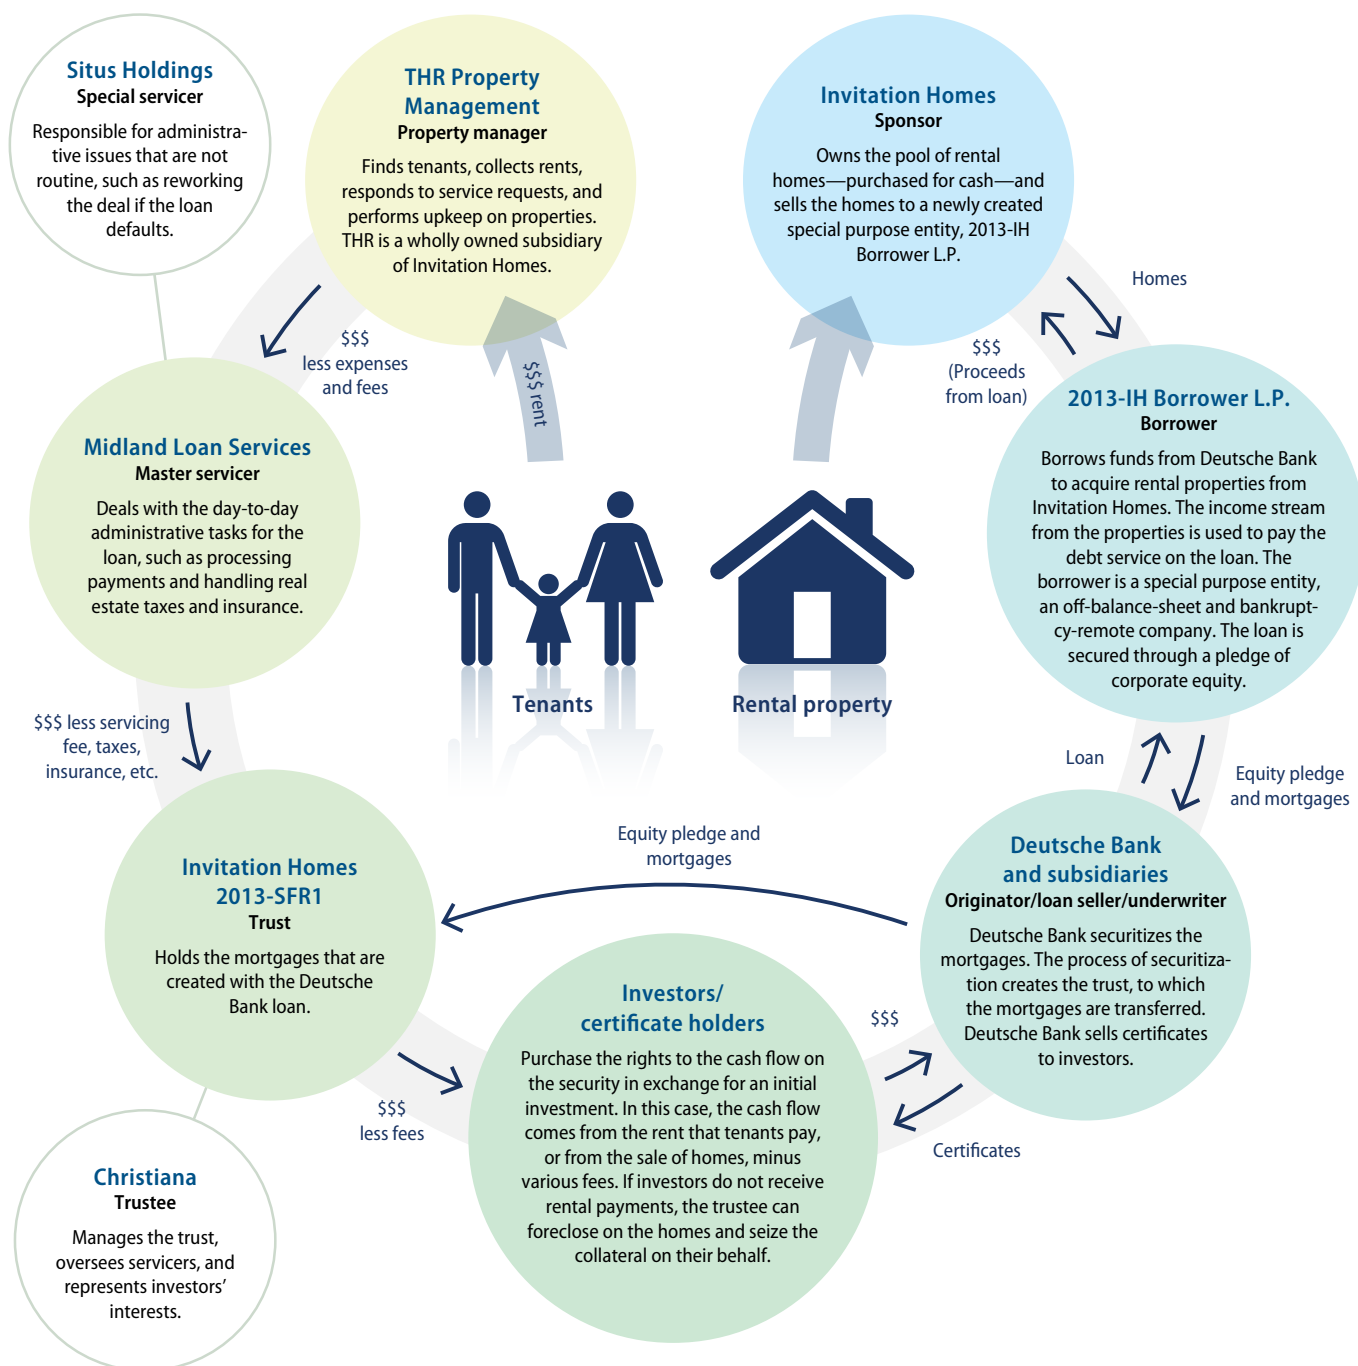 Situs Holdings
Special servicer
Responsible for administra-
tive issues that are not
routine, such as reworking
the deal if the loan
defaults.
THR Property
Management
Property manager
Finds tenants, collects rents,
responds to service requests, and
performs upkeep on properties.
THR is a wholly owned subsidiary
of Invitation Homes.
Invitation Homes
Sponsor
Owns the pool of rental
homes—purchased for cash—and
sells the homes to a newly created
special purpose entity, 2013-IH
Borrower L.P.
Homes
$$$
(Proceeds
from loan)
$$$
less expenses
and fees
$$$ rent
2013-IH Borrower L.P.
Borrower
Borrows funds from Deutsche Bank
to acquire rental properties from
Invitation Homes. The income stream
from the properties is used to pay the
debt service on the loan. The
borrower is a special purpose entity,
an off-balance-sheet and bankrupt-
cy-remote company. The loan is
secured through a pledge of
corporate equity.
Midland Loan Services
Master servicer
Deals with the day-to-day
administrative tasks for the
loan, such as processing
payments and handling real
estate taxes and insurance.
Tenants
Rental property
$$$ less servicing
fee, taxes,
insurance, etc.
Loan
Equity pledge
and mortgages
Equity pledge and
mortgages
Invitation Homes
2013-SFR1
Trust
Holds the mortgages that are
created with the Deutsche
Bank loan.
Deutsche Bank
and subsidiaries
Originator/loan seller/underwriter
Deutsche Bank securitizes the
mortgages. The process of securitiza-
tion creates the trust, to which
the mortgages are transferred.
Deutsche Bank sells certificates
to investors.
Investors/
certificate holders
Purchase the rights to the cash flow on
the security in exchange for an initial
investment. In this case, the cash flow
comes from the rent that tenants pay,
or from the sale of homes, minus
various fees. If investors do not receive
rental payments, the trustee can
foreclose on the homes and seize the
collateral on their behalf.
$$$
Certificates
$$$
less fees
Christiana
Trustee
Manages the trust,
oversees servicers, and
represents investors’
interests.